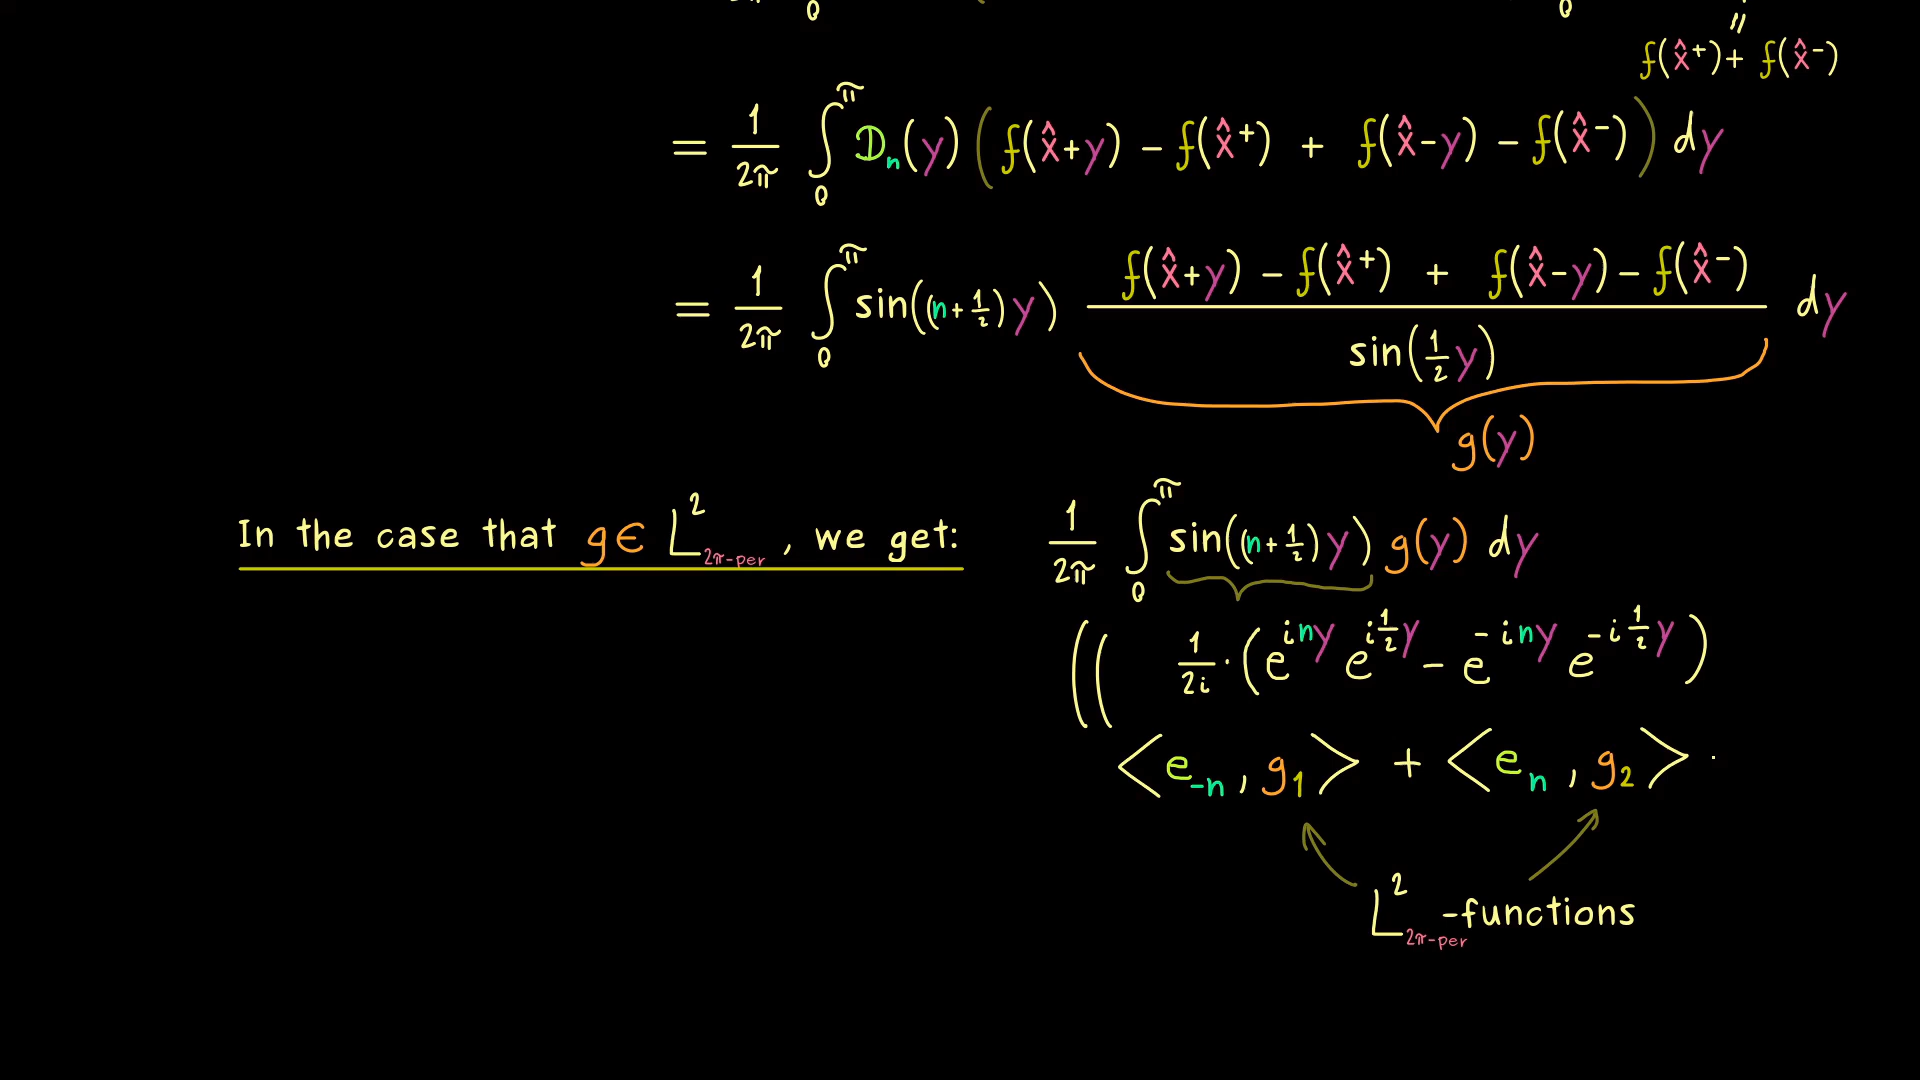 f(x̂⁺) + f(x̂⁻)
= 1/2π ∫₀^π Dₙ(y) ( f(x̂+y) − f(x̂⁺) + f(x̂−y) − f(x̂⁻) ) dy
= 1/2π ∫₀^π sin((n+½)y) (f(x̂+y) − f(x̂⁺) + f(x̂−y) − f(x̂⁻)) / sin(½y) dy
g(y)
In the case that g ∈ L²_2π-per , we get: 1/2π ∫₀^π sin((n+½)y) g(y) dy
1/2i · (e^{iny} e^{i½y} − e^{−iny} e^{−i½y})
⟨e₋ₙ , g₁⟩ + ⟨eₙ , g₂⟩
L²_2π-per -functions